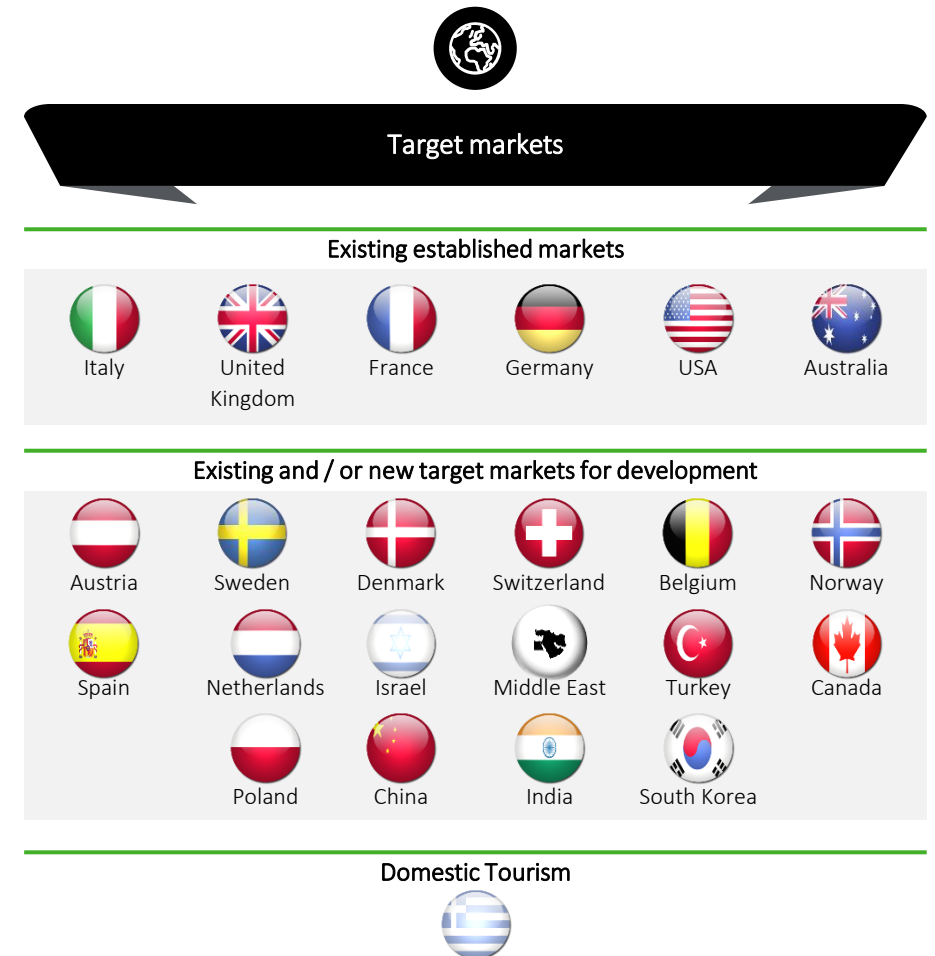 Target markets
Existing established markets
Italy
United
Kingdom
France
Germany
USA
Australia
Existing and / or new target markets for development
Austria
Sweden
Denmark
Switzerland
Belgium
Norway
Spain
Netherlands
Israel
Middle East
Turkey
Canada
Poland
China
India
South Korea
Domestic Tourism